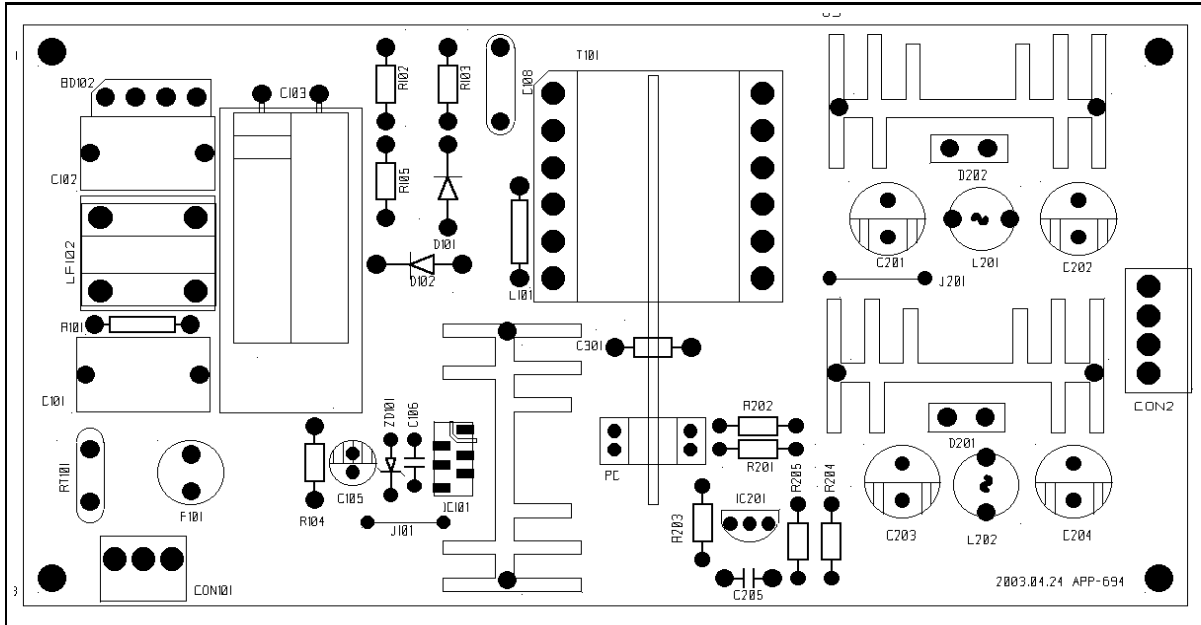 BD102
C103
R102
R103
C108
T101
C102
R105
D202
LF102
D101
D102
L101
C201
L201
C202
J201
R101
C301
C101
ZD101
C106
R202
D201
CON2
RT101
F101
R104
C105
IC101
PC
R201
R205
R204
J101
R203
IC201
C203
L202
C204
CON101
C205
2003.04.24 APP-694